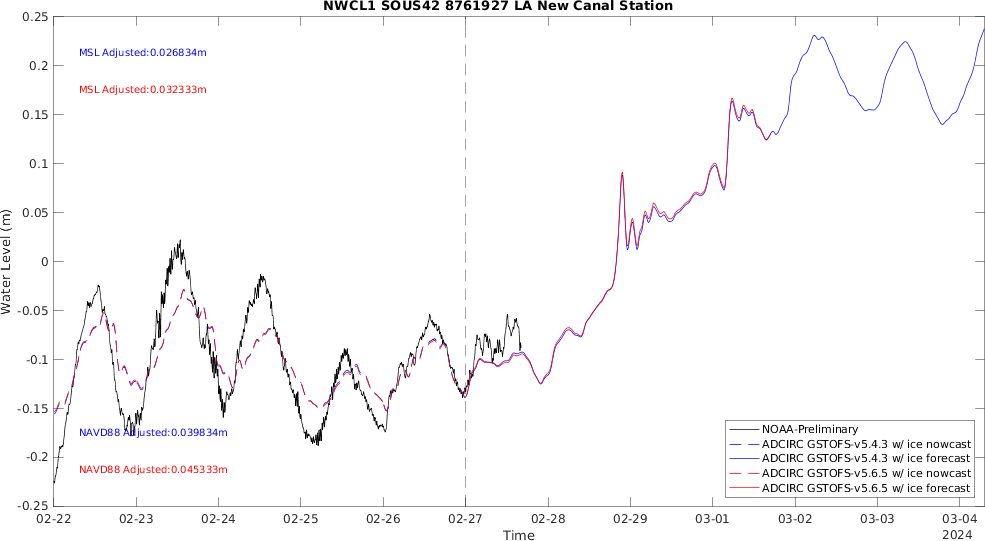 NWCL1 SOUS42 8761927 LA New Canal Station
0.25
0.2
0.15
0.1
0.05
0
-0.05
-0.1
-0.15
-0.2
-0.25
Water Level (m)
MSL Adjusted:0.026834m
MSL Adjusted:0.032333m
NAVD88 Adjusted:0.039834m
NAVD88 Adjusted:0.045333m
NOAA-Preliminary
ADCIRC GSTOFS-v5.4.3 w/ ice nowcast
ADCIRC GSTOFS-v5.4.3 w/ ice forecast
ADCIRC GSTOFS-v5.6.5 w/ ice nowcast
ADCIRC GSTOFS-v5.6.5 w/ ice forecast
02-22 02-23 02-24 02-25 02-26 02-27 02-28 02-29 03-01 03-02 03-03 03-04
Time
2024